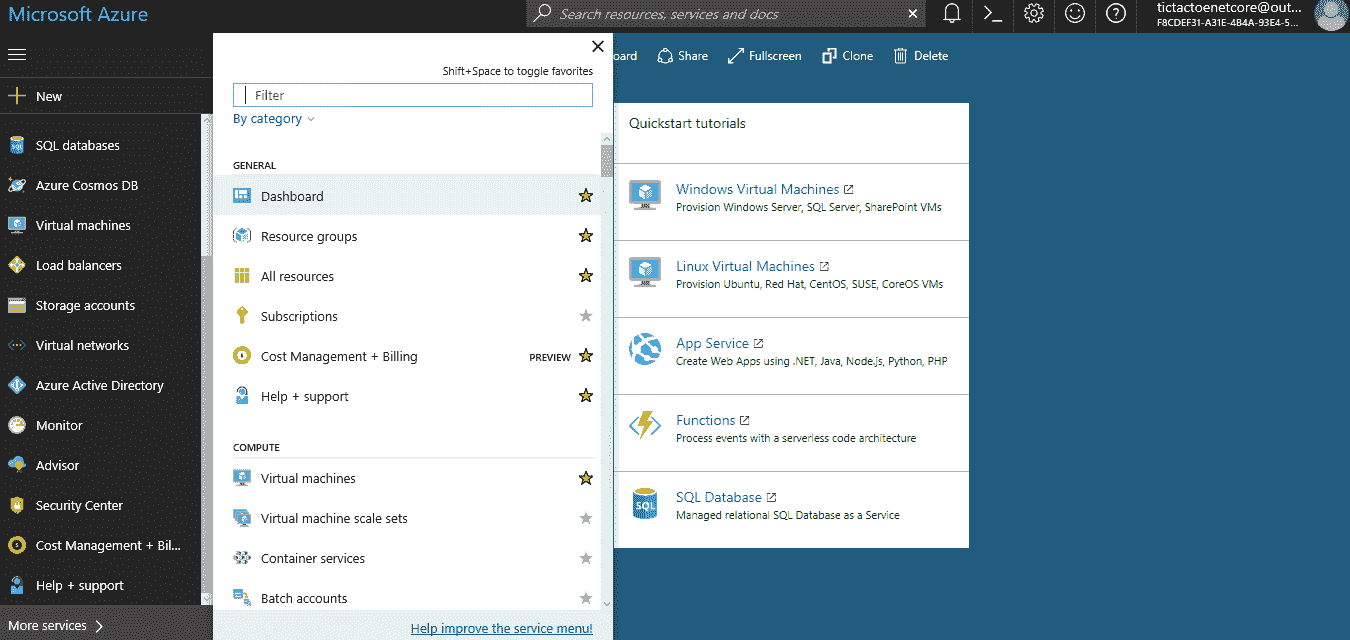 Microsoft Azure
Search resources, services and docs
tictactoenetcore@out...
F8CDEF31-A31E-4B4A-93E4-5...
New
SQL databases
Azure Cosmos DB
Virtual machines
Load balancers
Storage accounts
Virtual networks
Azure Active Directory
Monitor
Advisor
Security Center
Cost Management + Bil...
Help + support
More services
Shift+Space to toggle favorites
Filter
By category
GENERAL
Dashboard
Resource groups
All resources
Subscriptions
Cost Management + Billing PREVIEW
Help + support
COMPUTE
Virtual machines
Virtual machine scale sets
Container services
Batch accounts
Help improve the service menu!
oard Share Fullscreen Clone Delete
Quickstart tutorials
Windows Virtual Machines
Provision Windows Server, SQL Server, SharePoint VMs
Linux Virtual Machines
Provision Ubuntu, Red Hat, CentOS, SUSE, CoreOS VMs
App Service
Create Web Apps using .NET, Java, Node.js, Python, PHP
Functions
Process events with a serverless code architecture
SQL
SQL Database
Managed relational SQL Database as a Service